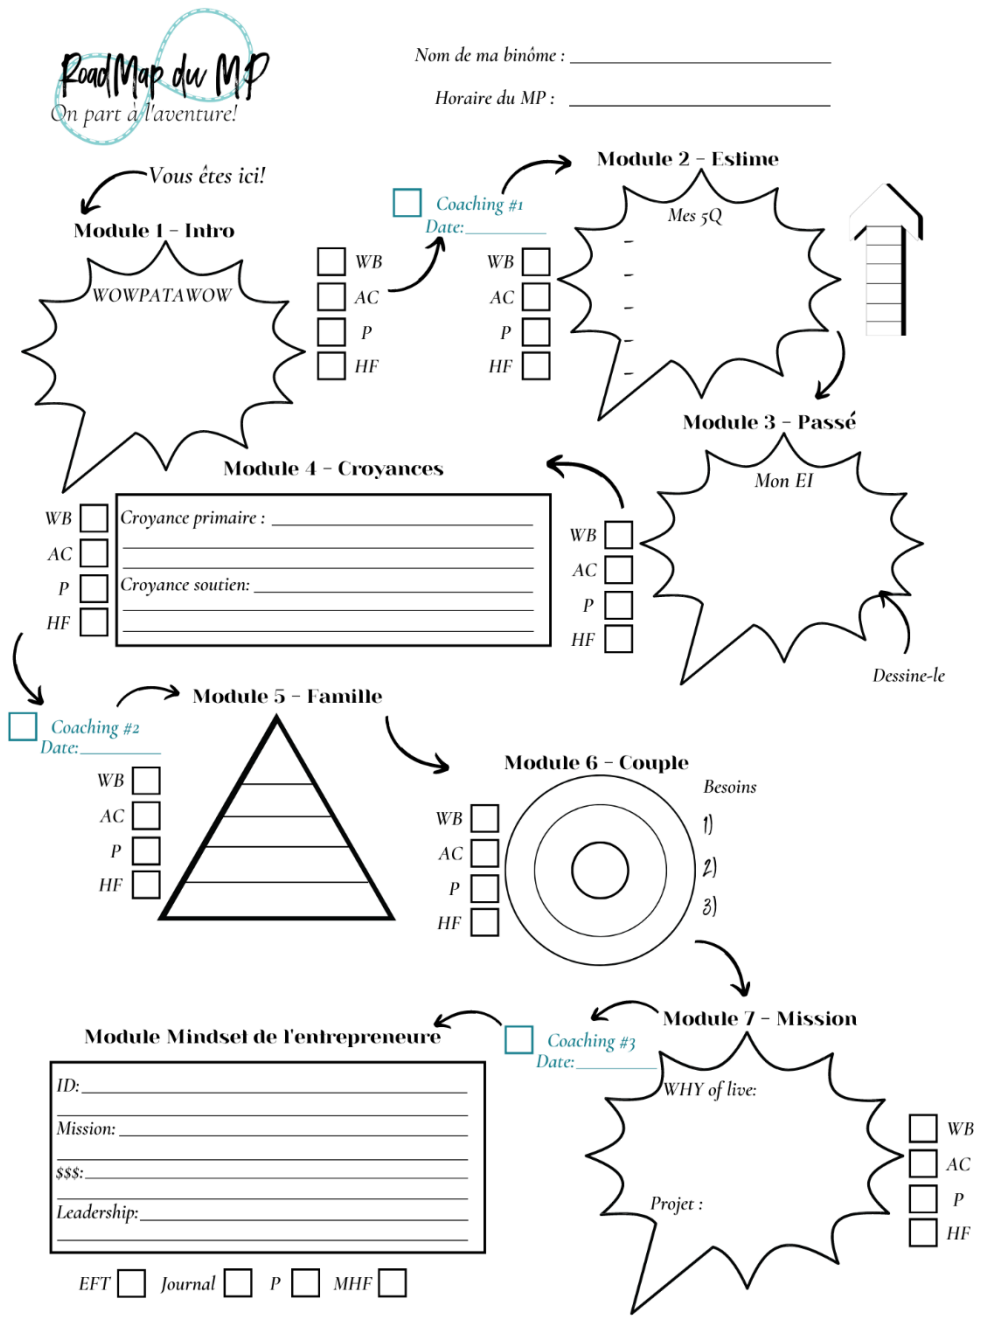 RoadMap du MP
On part à l'aventure!
Nom de ma binôme :
Horaire du MP :
Vous êtes ici!
Module 1 - Intro
WOWPATAWOW
WB
AC
P
HF
Coaching #1
Date:
Module 2 - Estime
Mes 5Q
WB
AC
P
HF
Module 3 - Passé
Mon EI
Dessine-le
WB
AC
P
HF
Module 4 - Croyances
Croyance primaire :
Croyance soutien:
WB
AC
P
HF
Coaching #2
Date:
Module 5 - Famille
WB
AC
P
HF
Module 6 - Couple
Besoins
1)
2)
3)
WB
AC
P
HF
Module 7 - Mission
WHY of live:
Projet :
WB
AC
P
HF
Coaching #3
Date:
Module Mindset de l'entrepreneure
ID:
Mission:
$$$:
Leadership:
EFT Journal P MHF